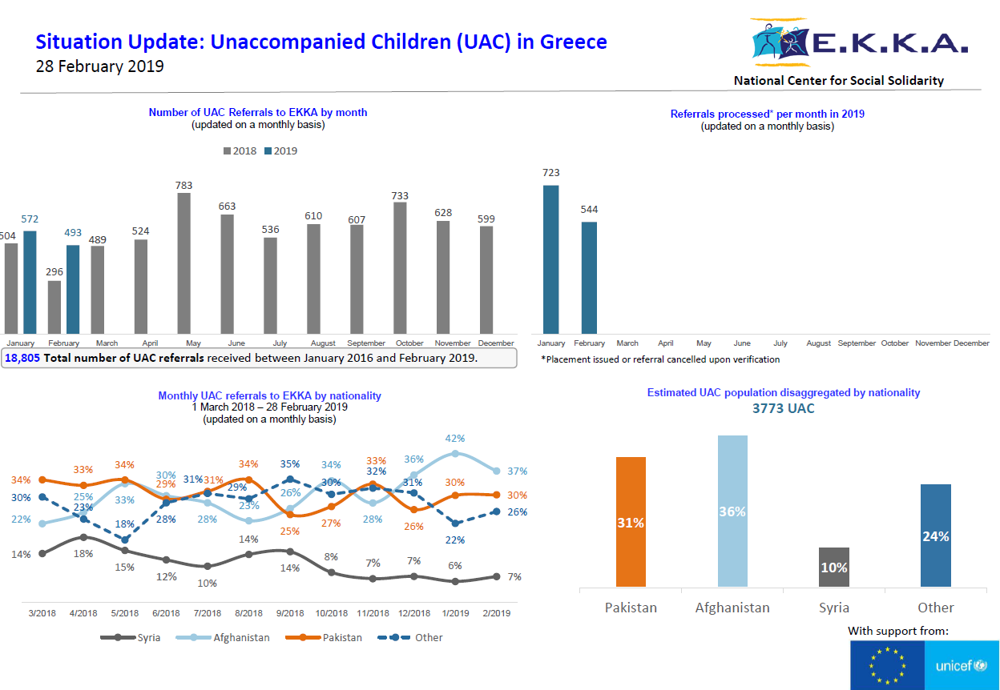 Situation Update: Unaccompanied Children (UAC) in Greece
28 February 2019
E.K.K.A.
National Center for Social Solidarity
Number of UAC Referrals to EKKA by month
(updated on a monthly basis)
2018 2019
504 572 296 493 489 524 783 663 536 610 607 733 628 599
January February March April May June July August September October November December
18,805 Total number of UAC referrals received between January 2016 and February 2019.
Referrals processed* per month in 2019
(updated on a monthly basis)
723 544
January February March April May June July August September October November December
*Placement issued or referral cancelled upon verification
Monthly UAC referrals to EKKA by nationality
1 March 2018 – 28 February 2019
(updated on a monthly basis)
34% 33% 34% 29% 31% 34% 25% 27% 33% 26% 30% 30%
30% 23% 18% 28% 31% 29% 35% 30% 32% 31% 22% 26%
22% 25% 33% 30% 28% 23% 26% 34% 28% 36% 42% 37%
14% 18% 15% 12% 10% 14% 14% 8% 7% 7% 6% 7%
3/2018 4/2018 5/2018 6/2018 7/2018 8/2018 9/2018 10/2018 11/2018 12/2018 1/2019 2/2019
Syria Afghanistan Pakistan Other
Estimated UAC population disaggregated by nationality
3773 UAC
31% 36% 10% 24%
Pakistan Afghanistan Syria Other
With support from:
unicef